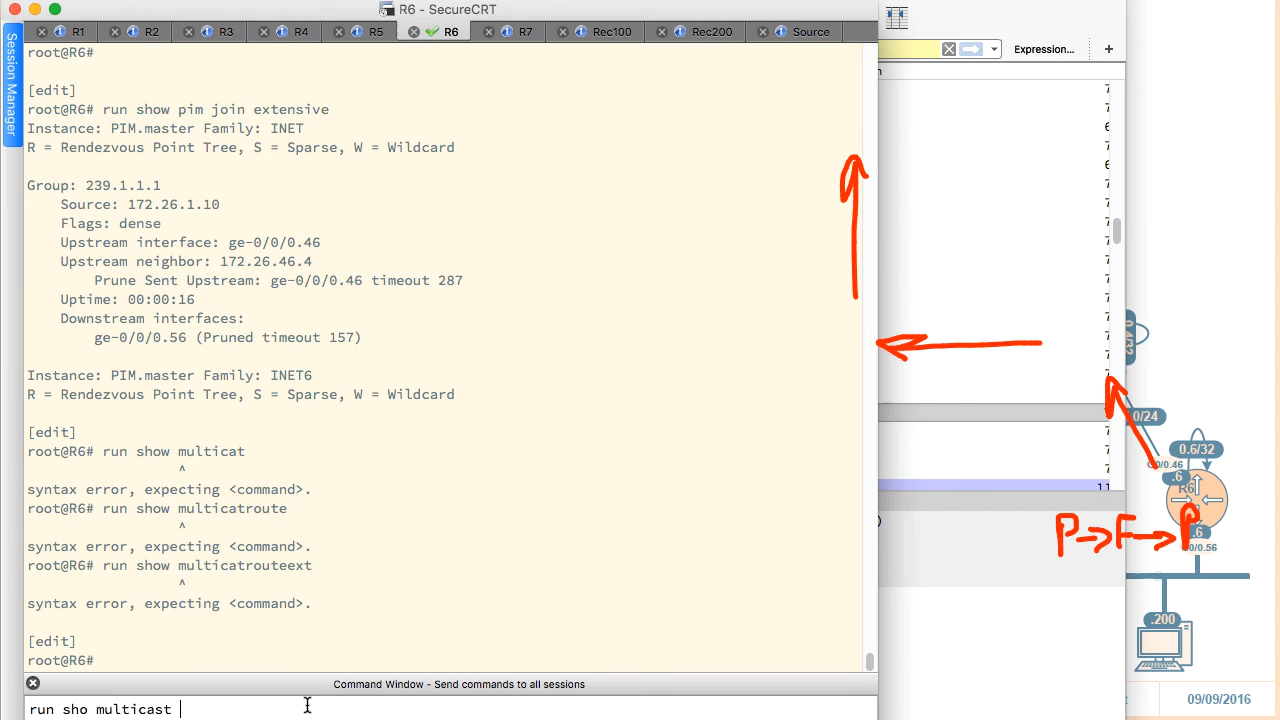 R6 - SecureCRT
R1 R2 R3 R4 R5 R6 R7 Rec100 Rec200 Source
Session Manager
Expression... +
root@R6#
[edit]
root@R6# run show pim join extensive
Instance: PIM.master Family: INET
R = Rendezvous Point Tree, S = Sparse, W = Wildcard
Group: 239.1.1.1
Source: 172.26.1.10
Flags: dense
Upstream interface: ge-0/0/0.46
Upstream neighbor: 172.26.46.4
Prune Sent Upstream: ge-0/0/0.46 timeout 287
Uptime: 00:00:16
Downstream interfaces:
ge-0/0/0.56 (Pruned timeout 157)
Instance: PIM.master Family: INET6
R = Rendezvous Point Tree, S = Sparse, W = Wildcard
[edit]
root@R6# run show multicat
^
syntax error, expecting <command>.
root@R6# run show multicatroute
^
syntax error, expecting <command>.
root@R6# run show multicatrouteext
^
syntax error, expecting <command>.
[edit]
root@R6#
Command Window - Send commands to all sessions
run sho multicast
0.4/32
0/24
0.6/32
0/0.46
.6
R6
P→F→P
.6
0/0.56
.200
09/09/2016